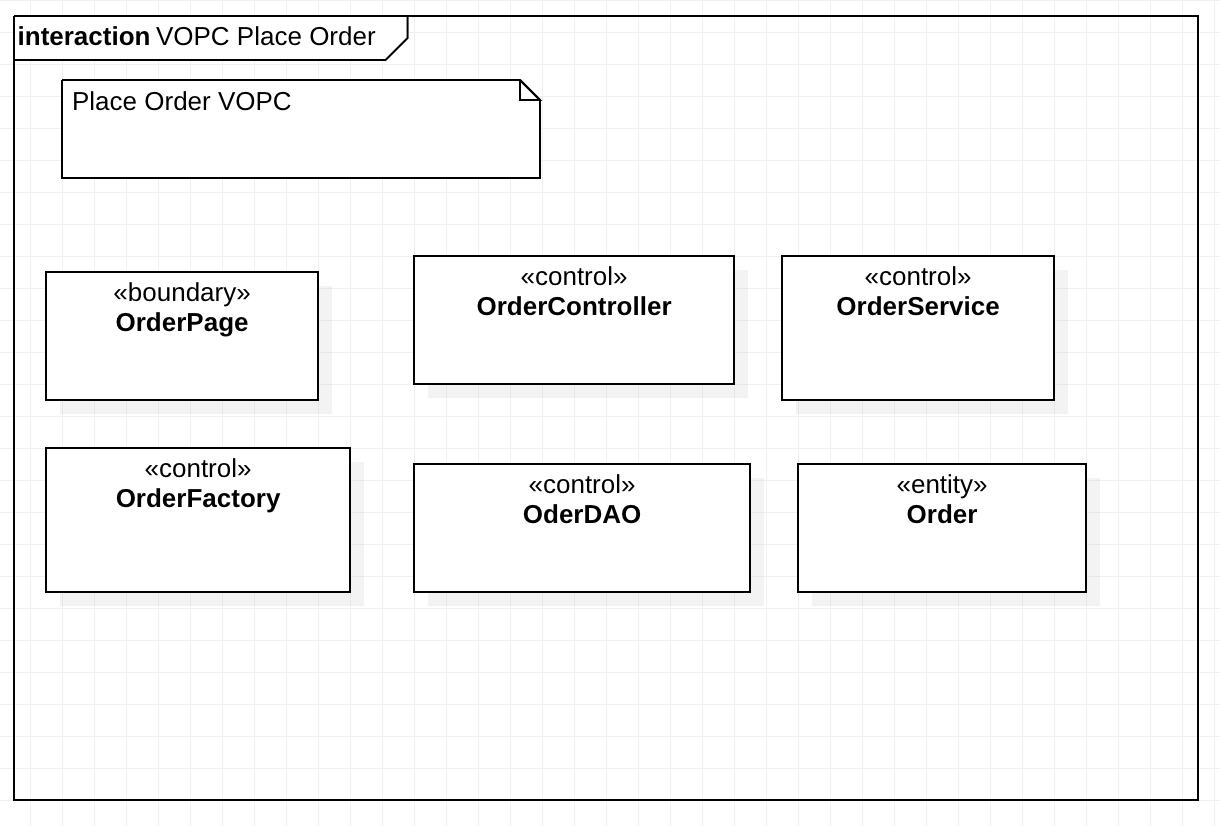 interaction VOPC Place Order
Place Order VOPC
«boundary»
OrderPage
«control»
OrderController
«control»
OrderService
«control»
OrderFactory
«control»
OderDAO
«entity»
Order